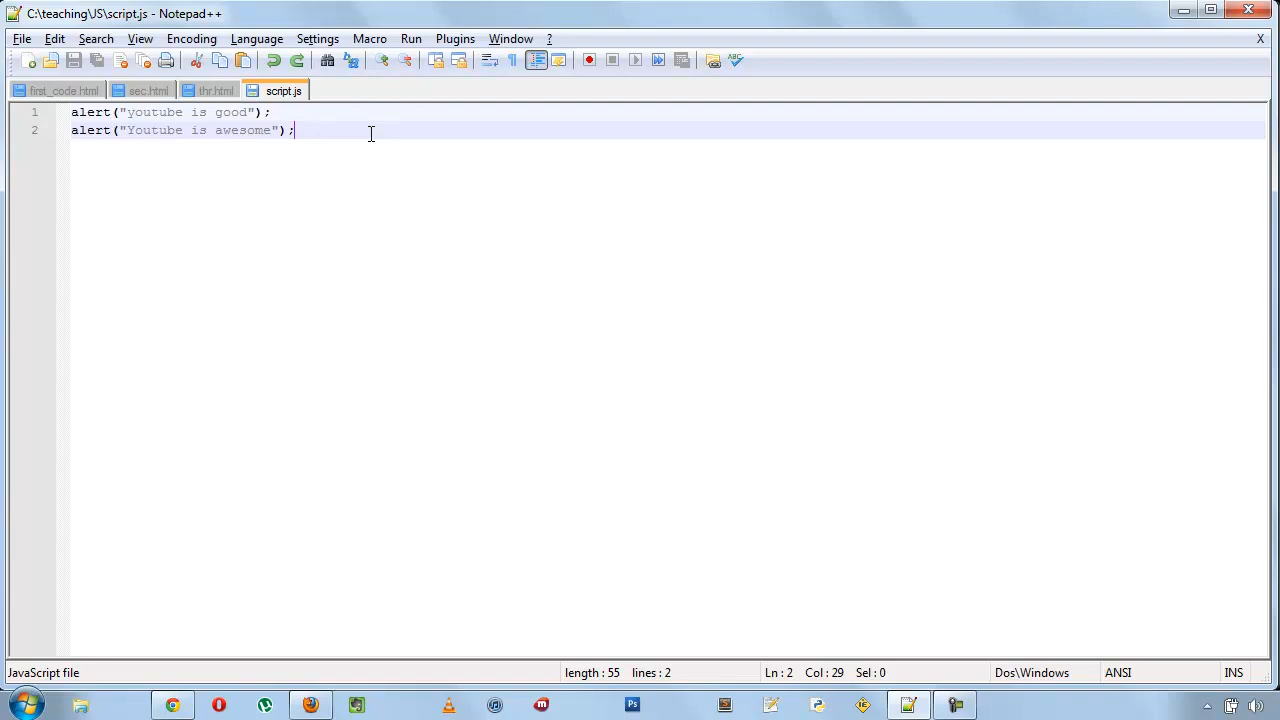 C:\teaching\JS\script.js - Notepad++
File Edit Search View Encoding Language Settings Macro Run Plugins Window ? X
first_code.html sec.html thr.html script.js
1 alert("youtube is good");
2 alert("Youtube is awesome");
JavaScript file length : 55 lines : 2 Ln : 2 Col : 29 Sel : 0 Dos\Windows ANSI INS